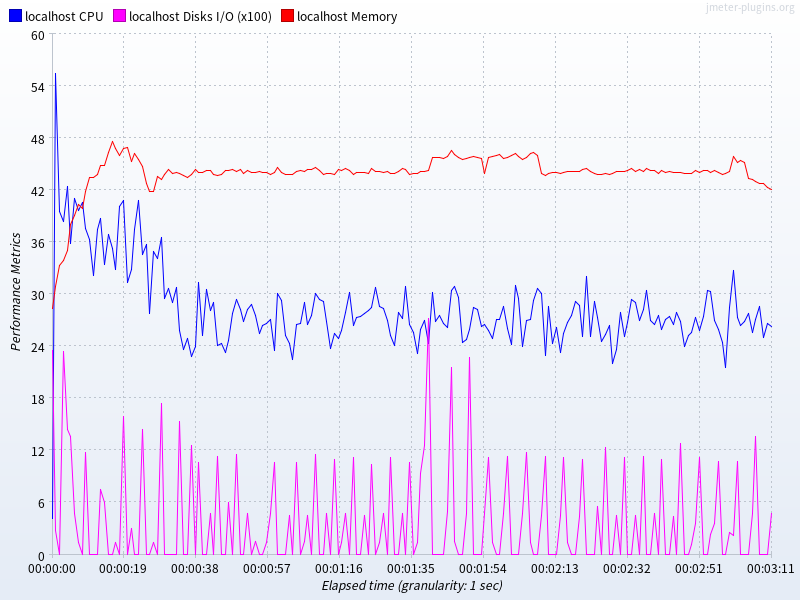 jmeter-plugins.org
localhost CPU localhost Disks I/O (x100) localhost Memory
60
54
48
42
36
30
24
18
12
6
0
Performance Metrics
00:00:00 00:00:19 00:00:38 00:00:57 00:01:16 00:01:35 00:01:54 00:02:13 00:02:32 00:02:51 00:03:11
Elapsed time (granularity: 1 sec)